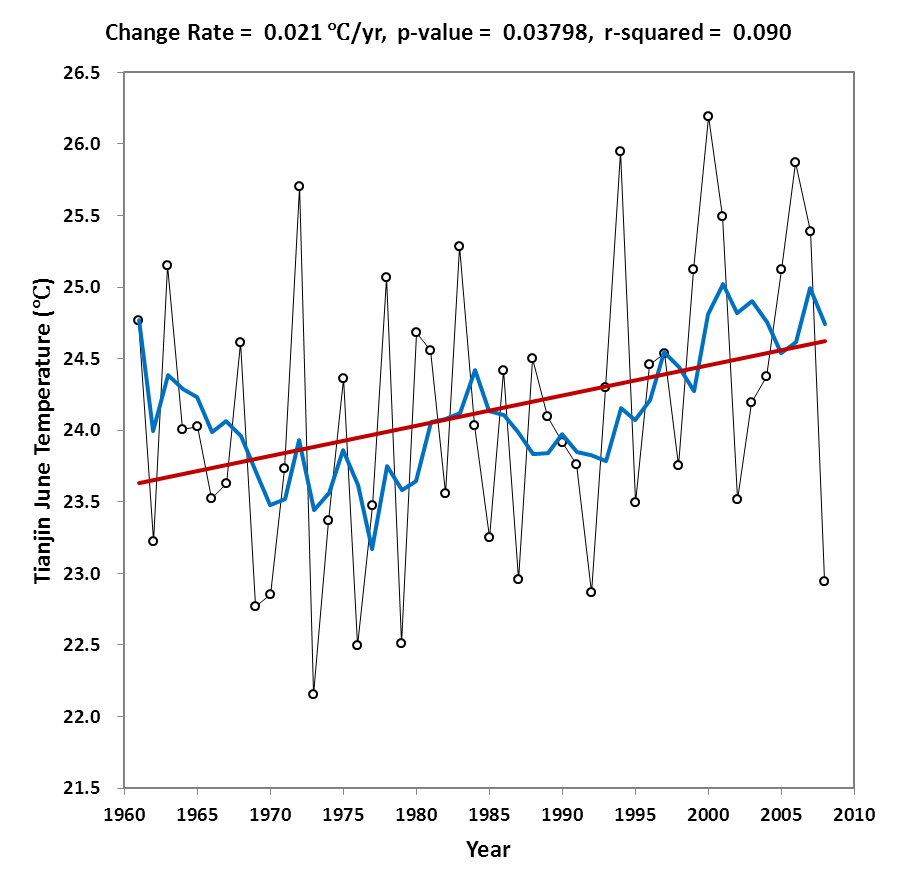 Change Rate = 0.021 ℃/yr, p-value = 0.03798, r-squared = 0.090
Tianjin June Temperature (℃)
26.5
26.0
25.5
25.0
24.5
24.0
23.5
23.0
22.5
22.0
21.5
1960 1965 1970 1975 1980 1985 1990 1995 2000 2005 2010
Year